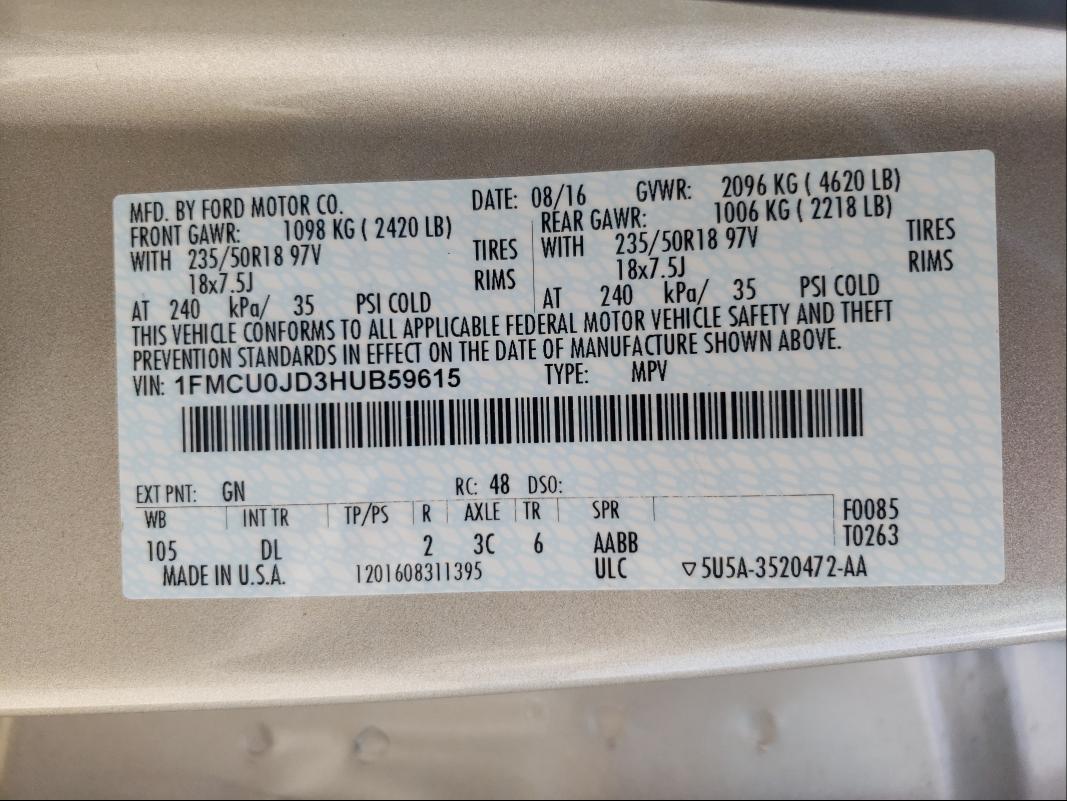 MFD. BY FORD MOTOR CO. DATE: 08/16 GVWR: 2096 KG ( 4620 LB)
FRONT GAWR: 1098 KG ( 2420 LB) REAR GAWR: 1006 KG ( 2218 LB)
WITH 235/50R18 97V TIRES WITH 235/50R18 97V TIRES
18x7.5J RIMS 18x7.5J RIMS
AT 240 kPa/ 35 PSI COLD AT 240 kPa/ 35 PSI COLD
THIS VEHICLE CONFORMS TO ALL APPLICABLE FEDERAL MOTOR VEHICLE SAFETY AND THEFT
PREVENTION STANDARDS IN EFFECT ON THE DATE OF MANUFACTURE SHOWN ABOVE.
VIN: 1FMCU0JD3HUB59615 TYPE: MPV
EXT PNT: GN RC: 48 DSO:
WB INT TR TP/PS R AXLE TR SPR F0085
105 DL 2 3C 6 AABB T0263
MADE IN U.S.A. 1201608311395 ULC ▽5U5A-3520472-AA